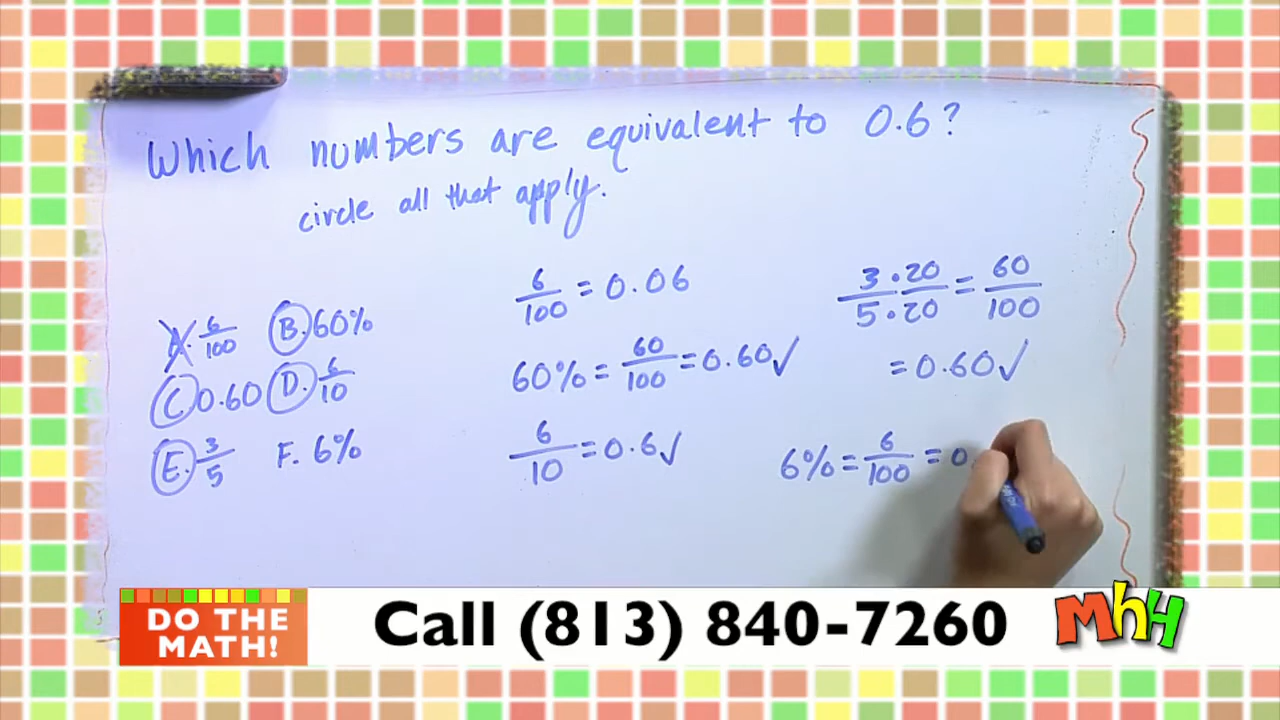 Which numbers are equivalent to 0.6?
circle all that apply.
A. 6/100 B. 60%
C. 0.60 D. 6/10
E. 3/5 F. 6%
6/100 = 0.06
60% = 60/100 = 0.60 ✓
6/10 = 0.6 ✓
3·20/5·20 = 60/100
= 0.60 ✓
6% = 6/100 = 0
DO THE
MATH!
Call (813) 840-7260
Mh4